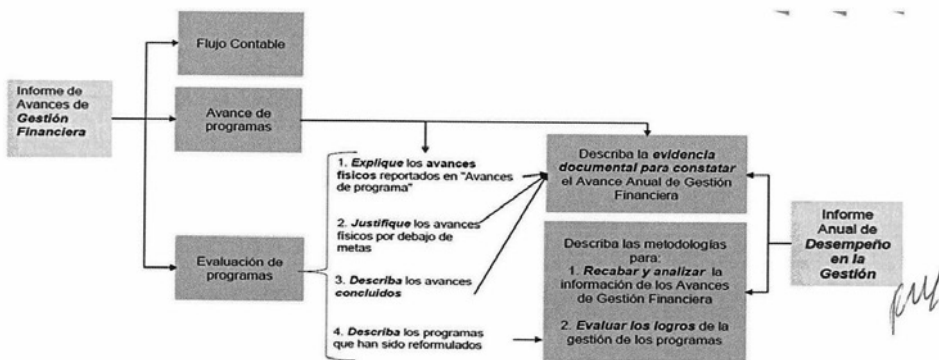 Flujo Contable
Informe de
Avances de
Gestión
Financiera
Avance de
programas
1. Explique los avances
físicos reportados en "Avances
de programa"
2. Justifique los avances
físicos por debajo de
metas
Evaluación de
programas
3. Describa los avances
concluidos
4. Describa los programas
que han sido reformulados
Describa la evidencia
documental para constatar
el Avance Anual de Gestión
Financiera
Describa las metodologías
para:
1. Recabar y analizar la
información de los Avances
de Gestión Financiera
2. Evaluar los logros de la
gestión de los programas
Informe
Anual de
Desempeño
en la
Gestión